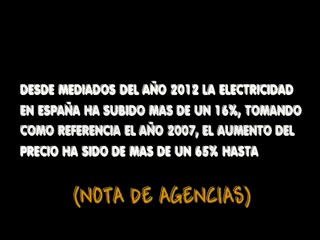 DESDE MEDIADOS DEL AÑO 2012 LA ELECTRICIDAD
EN ESPAÑA HA SUBIDO MAS DE UN 16%, TOMANDO
COMO REFERENCIA EL AÑO 2007, EL AUMENTO DEL
PRECIO HA SIDO DE MAS DE UN 65% HASTA
(NOTA DE AGENCIAS)